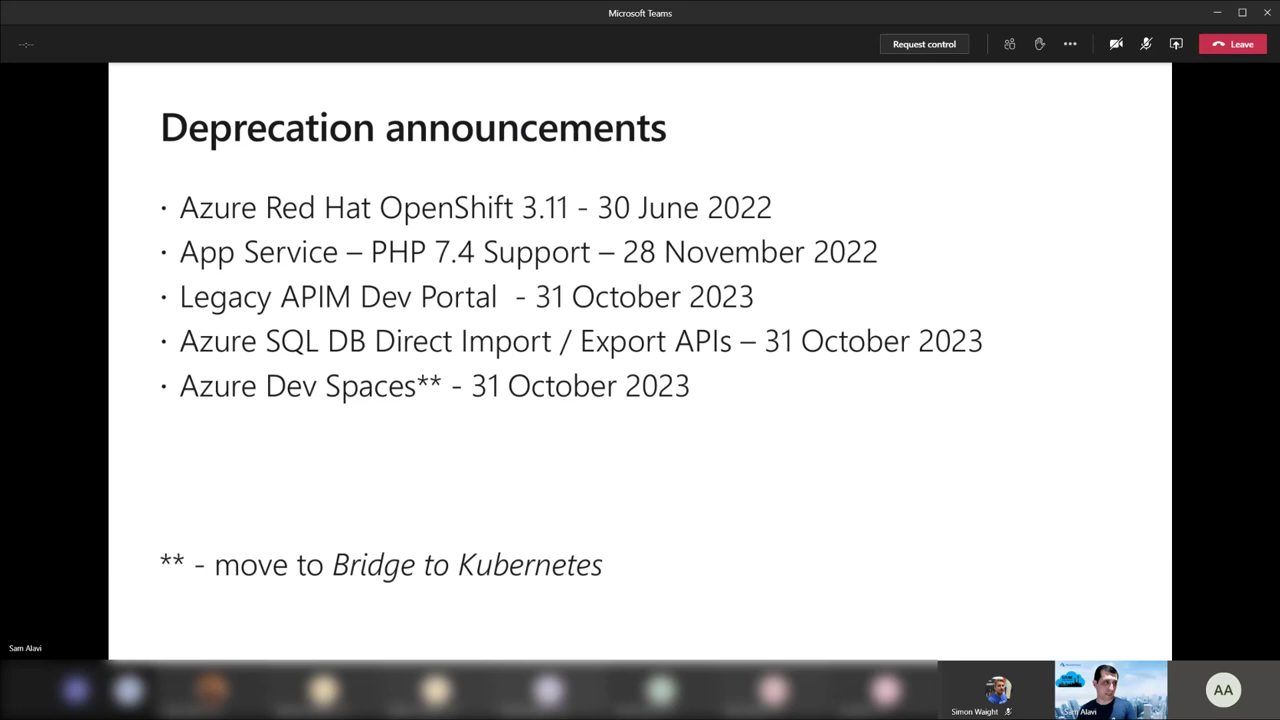 Microsoft Teams
Request control
Leave
Deprecation announcements
· Azure Red Hat OpenShift 3.11 - 30 June 2022
· App Service – PHP 7.4 Support – 28 November 2022
· Legacy APIM Dev Portal - 31 October 2023
· Azure SQL DB Direct Import / Export APIs – 31 October 2023
· Azure Dev Spaces** - 31 October 2023
** - move to Bridge to Kubernetes
Sam Alavi
Simon Waight
Sam Alavi
AA